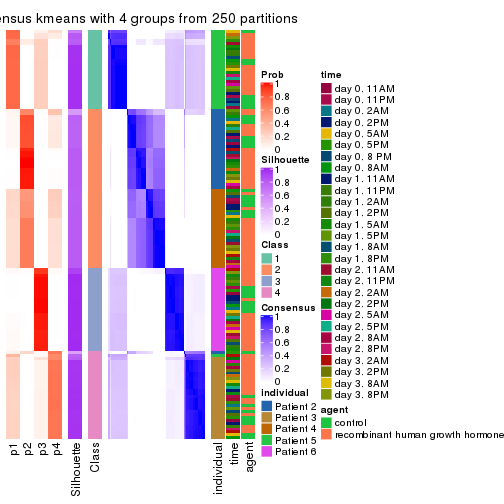 ensus kmeans with 4 groups from 250 partitions
p1
p2
p3
p4
Silhouette
Class
individual
time
agent
Prob
1
0.8
0.6
0.4
0.2
0
Silhouette
1
0.8
0.6
0.4
0.2
0
Class
1
2
3
4
Consensus
1
0.8
0.6
0.4
0.2
0
individual
Patient 2
Patient 3
Patient 4
Patient 5
Patient 6
time
day 0. 11AM
day 0. 11PM
day 0. 2AM
day 0. 2PM
day 0. 5AM
day 0. 5PM
day 0. 8 PM
day 0. 8AM
day 1. 11AM
day 1. 11PM
day 1. 2AM
day 1. 2PM
day 1. 5AM
day 1. 5PM
day 1. 8AM
day 1. 8PM
day 2. 11AM
day 2. 11PM
day 2. 2AM
day 2. 2PM
day 2. 5AM
day 2. 5PM
day 2. 8AM
day 2. 8PM
day 3. 2AM
day 3. 2PM
day 3. 8AM
day 3. 8PM
agent
control
recombinant human growth hormone